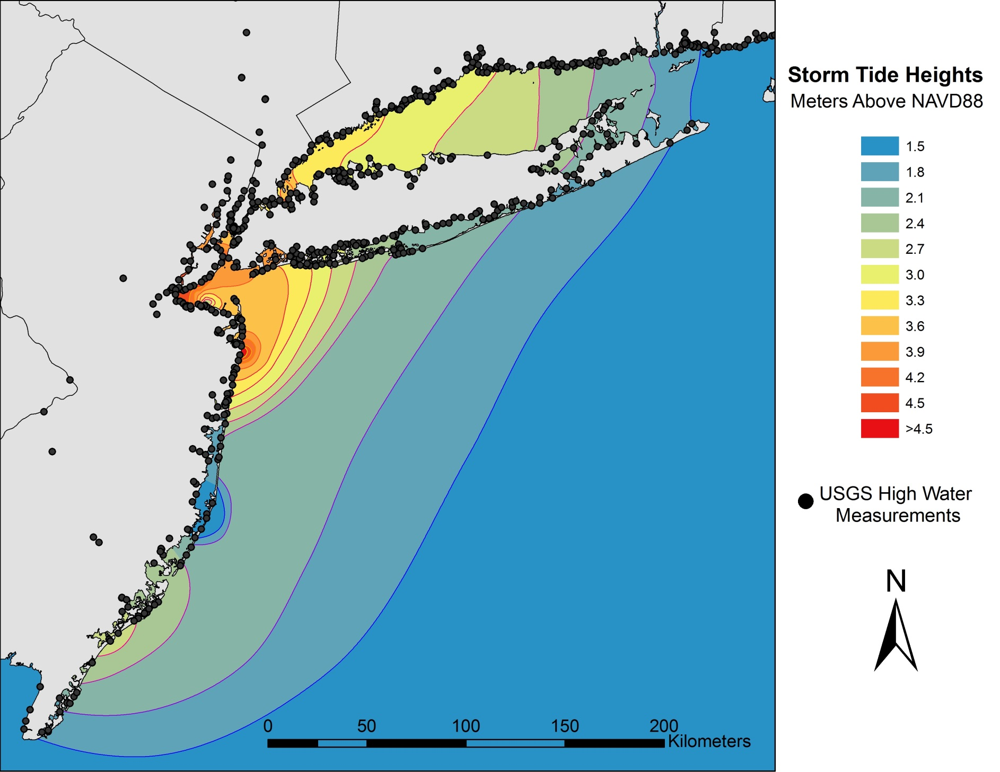 Storm Tide Heights
Meters Above NAVD88
1.5
1.8
2.1
2.4
2.7
3.0
3.3
3.6
3.9
4.2
4.5
>4.5
USGS High Water
Measurements
N
0 50 100 150 200
Kilometers